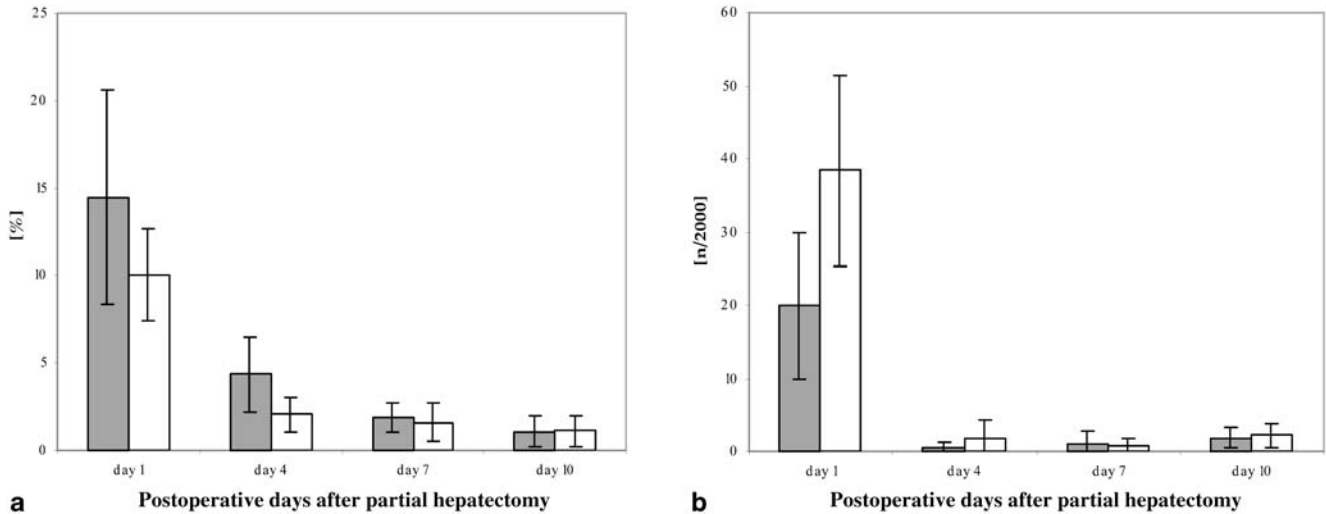 25
20
15
10
5
0
[%]
day 1 day 4 day 7 day 10
a Postoperative days after partial hepatectomy
60
50
40
30
20
10
0
[n/2000]
day 1 day 4 day 7 day 10
b Postoperative days after partial hepatectomy